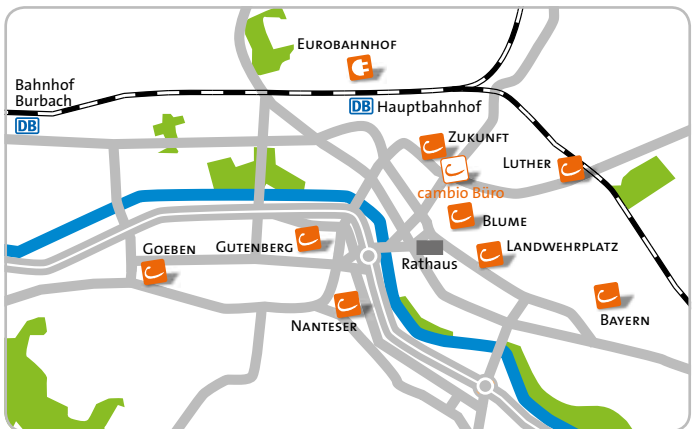 EUROBAHNHOF
Bahnhof
Burbach
DB
DB Hauptbahnhof
ZUKUNFT
LUTHER
cambio Büro
BLUME
LANDWEHRPLATZ
GOEBEN
GUTENBERG
Rathaus
NANTESER
BAYERN